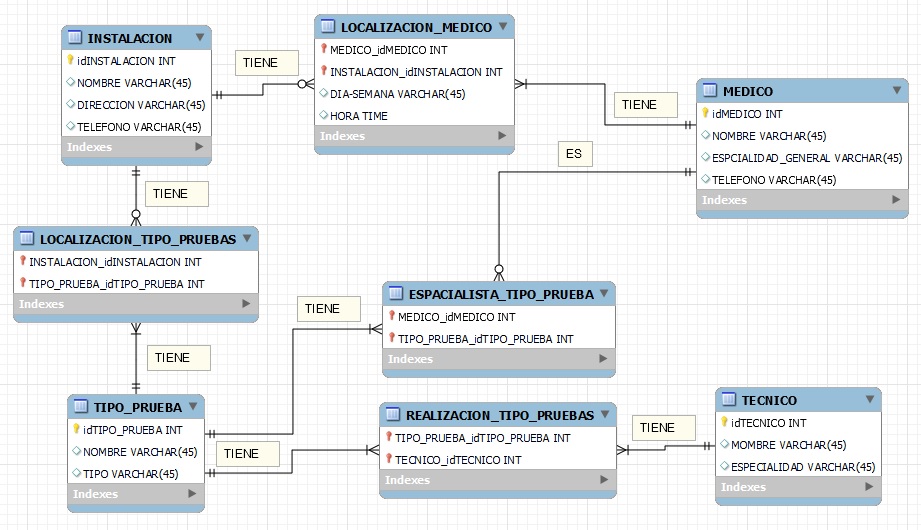 INSTALACION
idINSTALACION INT
NOMBRE VARCHAR(45)
DIRECCION VARCHAR(45)
TELEFONO VARCHAR(45)
Indexes
TIENE
LOCALIZACION_MEDICO
MEDICO_idMEDICO INT
INSTALACION_idINSTALACION INT
DIA-SEMANA VARCHAR(45)
HORA TIME
Indexes
TIENE
MEDICO
idMEDICO INT
NOMBRE VARCHAR(45)
ESPCIALIDAD_GENERAL VARCHAR(45)
TELEFONO VARCHAR(45)
Indexes
ES
TIENE
LOCALIZACION_TIPO_PRUEBAS
INSTALACION_idINSTALACION INT
TIPO_PRUEBA_idTIPO_PRUEBA INT
Indexes
TIENE
ESPACIALISTA_TIPO_PRUEBA
MEDICO_idMEDICO INT
TIPO_PRUEBA_idTIPO_PRUEBA INT
Indexes
TIENE
TIPO_PRUEBA
idTIPO_PRUEBA INT
NOMBRE VARCHAR(45)
TIPO VARCHAR(45)
Indexes
TIENE
REALIZACION_TIPO_PRUEBAS
TIPO_PRUEBA_idTIPO_PRUEBA INT
TECNICO_idTECNICO INT
Indexes
TIENE
TECNICO
idTECNICO INT
MOMBRE VARCHAR(45)
ESPECIALIDAD VARCHAR(45)
Indexes